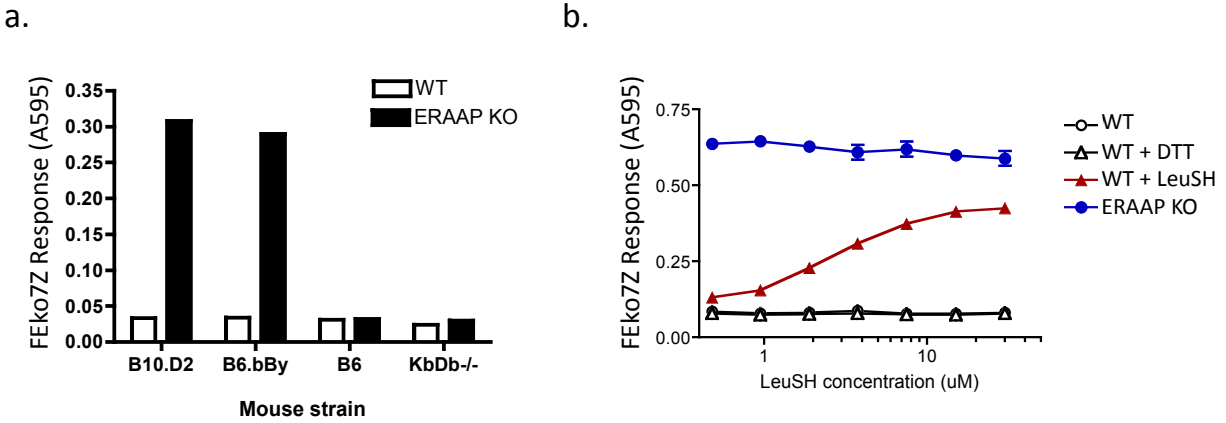 a.
FEko7Z Response (A595)
0.35
0.30
0.25
0.20
0.15
0.10
0.05
0.00
WT
ERAAP KO
B10.D2 B6.bBy B6 KbDb-/-
Mouse strain
b.
FEko7Z Response (A595)
0.75
0.50
0.25
0.00
1 10
LeuSH concentration (uM)
WT
WT + DTT
WT + LeuSH
ERAAP KO